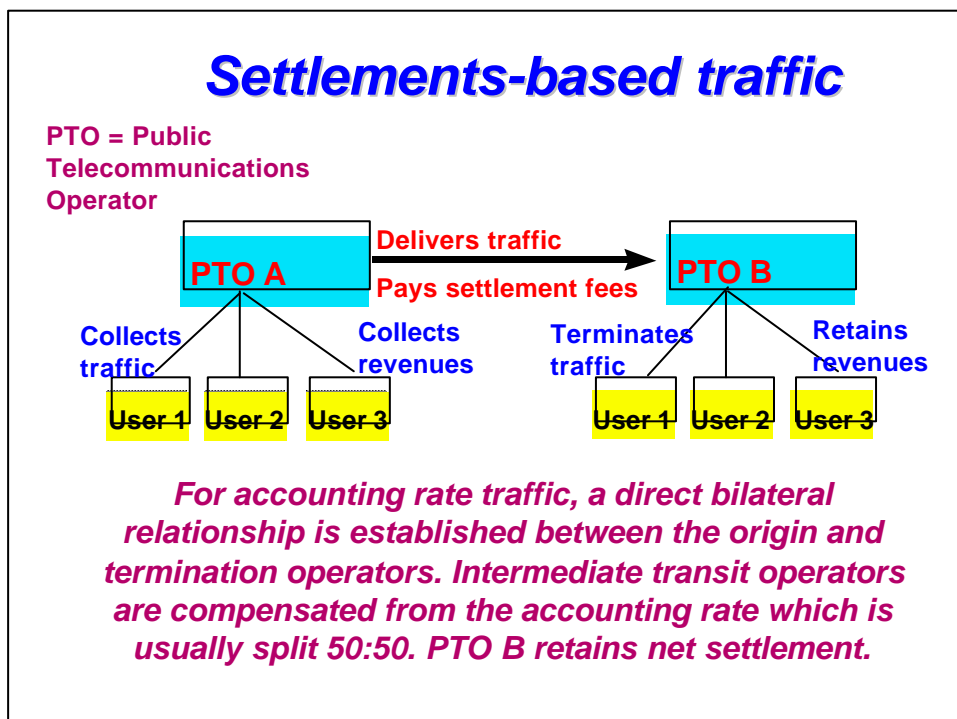 Settlements-based traffic
PTO = Public
Telecommunications
Operator
PTO A
Delivers traffic
Pays settlement fees
PTO B
Collects
traffic
Collects
revenues
Terminates
traffic
Retains
revenues
User 1
User 2
User 3
User 1
User 2
User 3
For accounting rate traffic, a direct bilateral
relationship is established between the origin and
termination operators. Intermediate transit operators
are compensated from the accounting rate which is
usually split 50:50. PTO B retains net settlement.